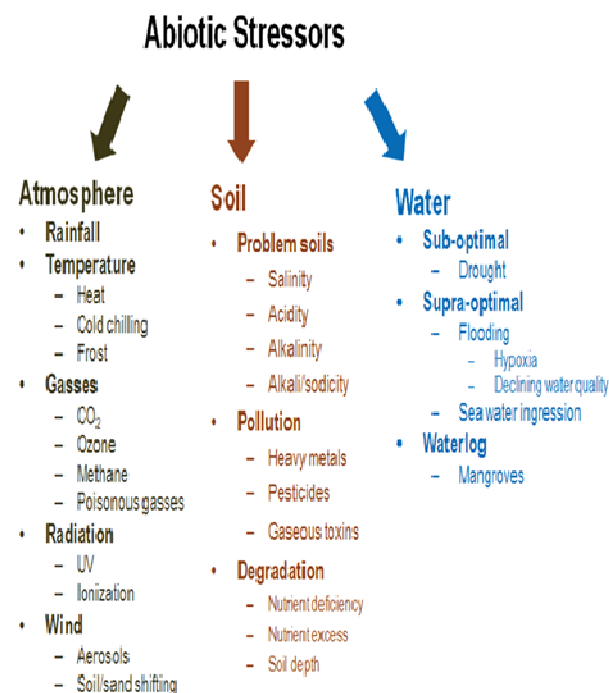 Abiotic Stressors
Atmosphere
• Rainfall
• Temperature
– Heat
– Cold chilling
– Frost
• Gasses
– CO₂
– Ozone
– Methane
– Poisonous gasses
• Radiation
– UV
– Ionization
• Wind
– Aerosols
– Soil/sand shifting
Soil
• Problem soils
– Salinity
– Acidity
– Alkalinity
– Alkali/sodicity
• Pollution
– Heavy metals
– Pesticides
– Gaseous toxins
• Degradation
– Nutrient deficiency
– Nutrient excess
– Soil depth
Water
• Sub-optimal
– Drought
• Supra-optimal
– Flooding
– Hypoxia
– Declining water quality
– Sea water ingression
• Waterlog
– Mangroves